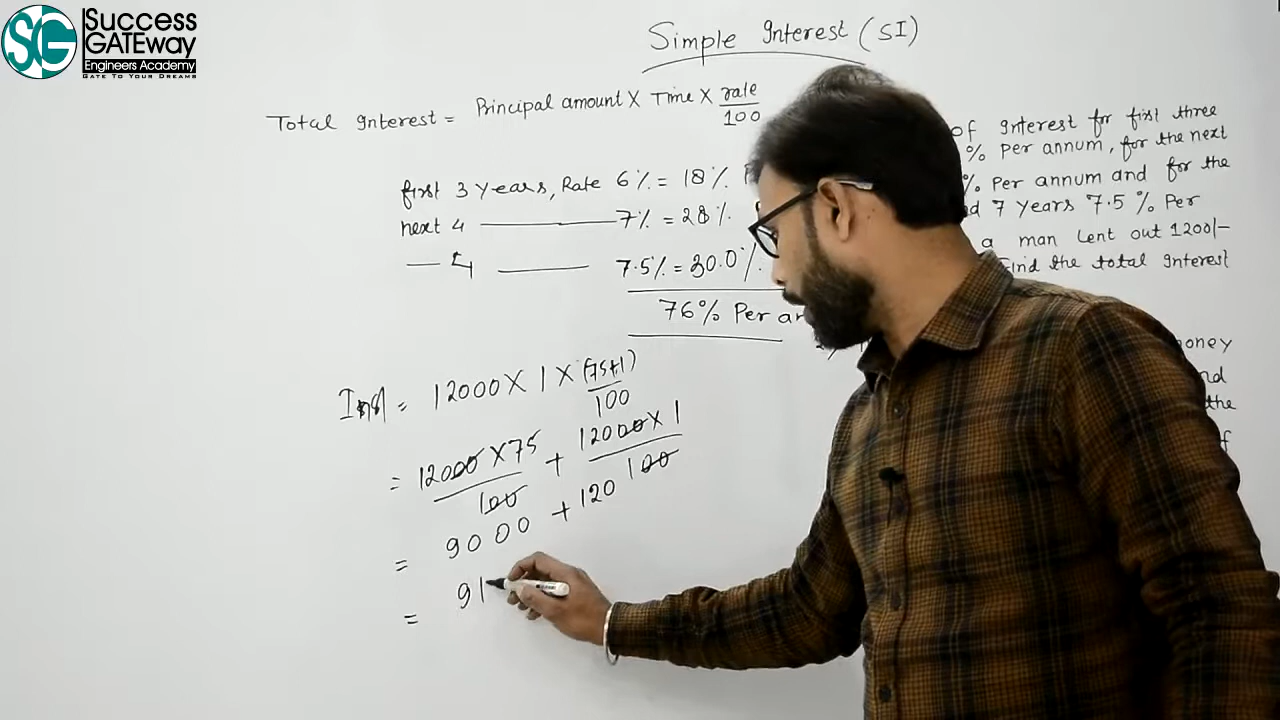 Success
GATEway
Engineers Academy
GATE TO YOUR DREAMS
Simple Interest (SI)
Total Interest = Principal amount X Time X rate/100
of Interest for first three
% Per annum, for the next
% Per annum and for the
7 years 7.5 % Per
a man Lent out 1200/-
Find the total Interest
first 3 years, Rate 6% = 18%
next 4 7% = 28%
7.5% = 30.0%
76% Per
= 12000 X 1 X (75+1)/100
= 12000 X 75/100 + 12000 X 1/100
= 9000 + 120
= 91